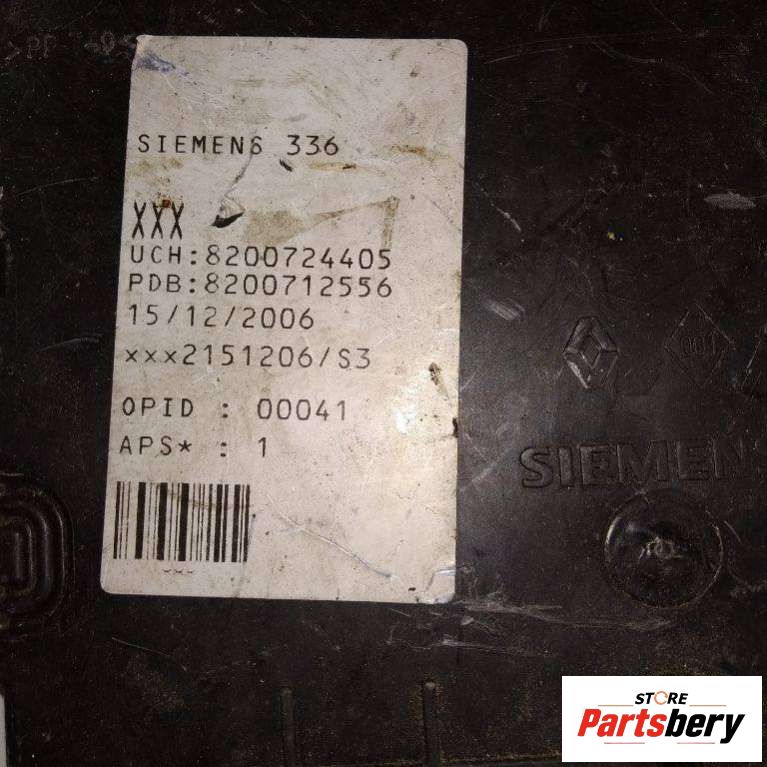 SIEMENS 336
XXX
UCH:8200724405
PDB:8200712556
15/12/2006
xxx2151206/S3
OPID : 00041
APS* : 1
SIEMENS
STORE
Partsbery